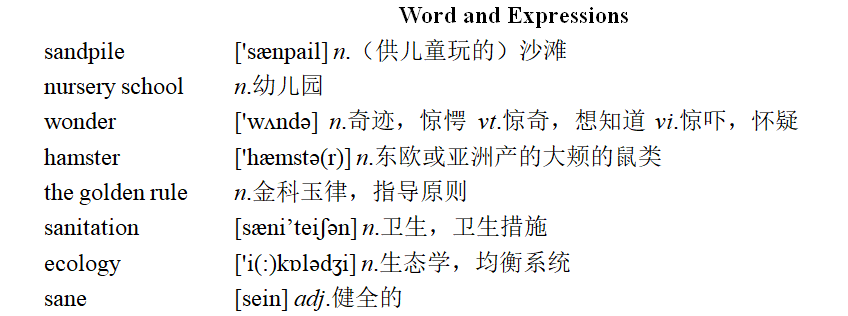 Word and Expressions
sandpile ['sænpail] n.（供儿童玩的）沙滩
nursery school n.幼儿园
wonder ['wʌndə] n.奇迹，惊愕 vt.惊奇，想知道 vi.惊吓，怀疑
hamster ['hæmstə(r)] n.东欧或亚洲产的大颊的鼠类
the golden rule n.金科玉律，指导原则
sanitation [sæni’teiʃən] n.卫生，卫生措施
ecology ['i(:)kɒlədʒi] n.生态学，均衡系统
sane [sein] adj.健全的